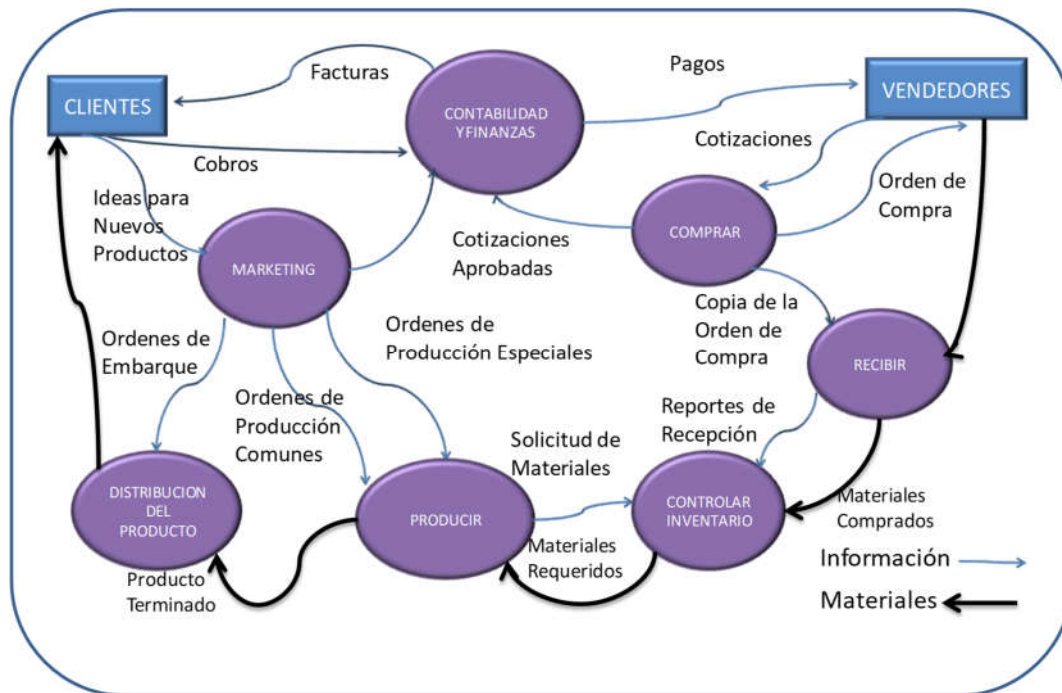 Facturas
Pagos
CLIENTES
CONTABILIDAD
YFINANZAS
VENDEDORES
Cobros
Cotizaciones
Ideas para
Nuevos
Productos
Orden de
Compra
MARKETING
Cotizaciones
Aprobadas
COMPRAR
Ordenes de
Embarque
Ordenes de
Producción Especiales
Copia de la
Orden de
Compra
RECIBIR
Ordenes de
Producción
Comunes
Solicitud de
Materiales
Reportes de
Recepción
DISTRIBUCION
DEL
PRODUCTO
PRODUCIR
CONTROLAR
INVENTARIO
Materiales
Comprados
Producto
Terminado
Materiales
Requeridos
Información
Materiales